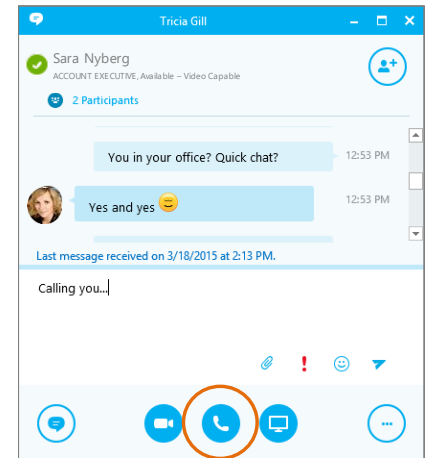 Tricia Gill
Sara Nyberg
ACCOUNT EXECUTIVE, Available – Video Capable
2 Participants
You in your office? Quick chat?
12:53 PM
Yes and yes
12:53 PM
Last message received on 3/18/2015 at 2:13 PM.
Calling you...